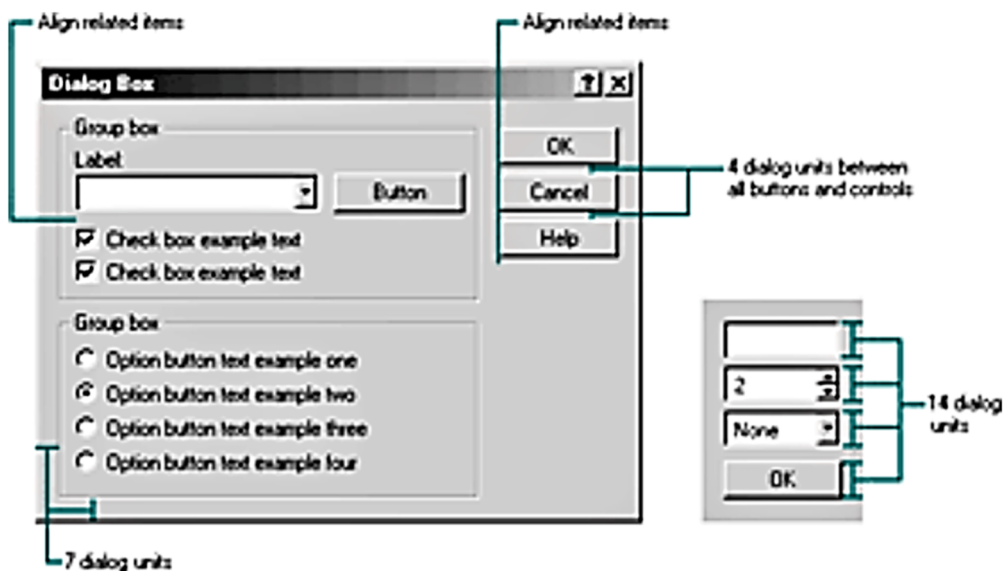 Align related items
Align related items
Dialog Box
Group box
Label:
Button
Check box example text
Check box example text
Group box
Option button text example one
Option button text example two
Option button text example three
Option button text example four
OK
Cancel
Help
4 dialog units between
all buttons and controls
2
None
OK
14 dialog
units
7 dialog units